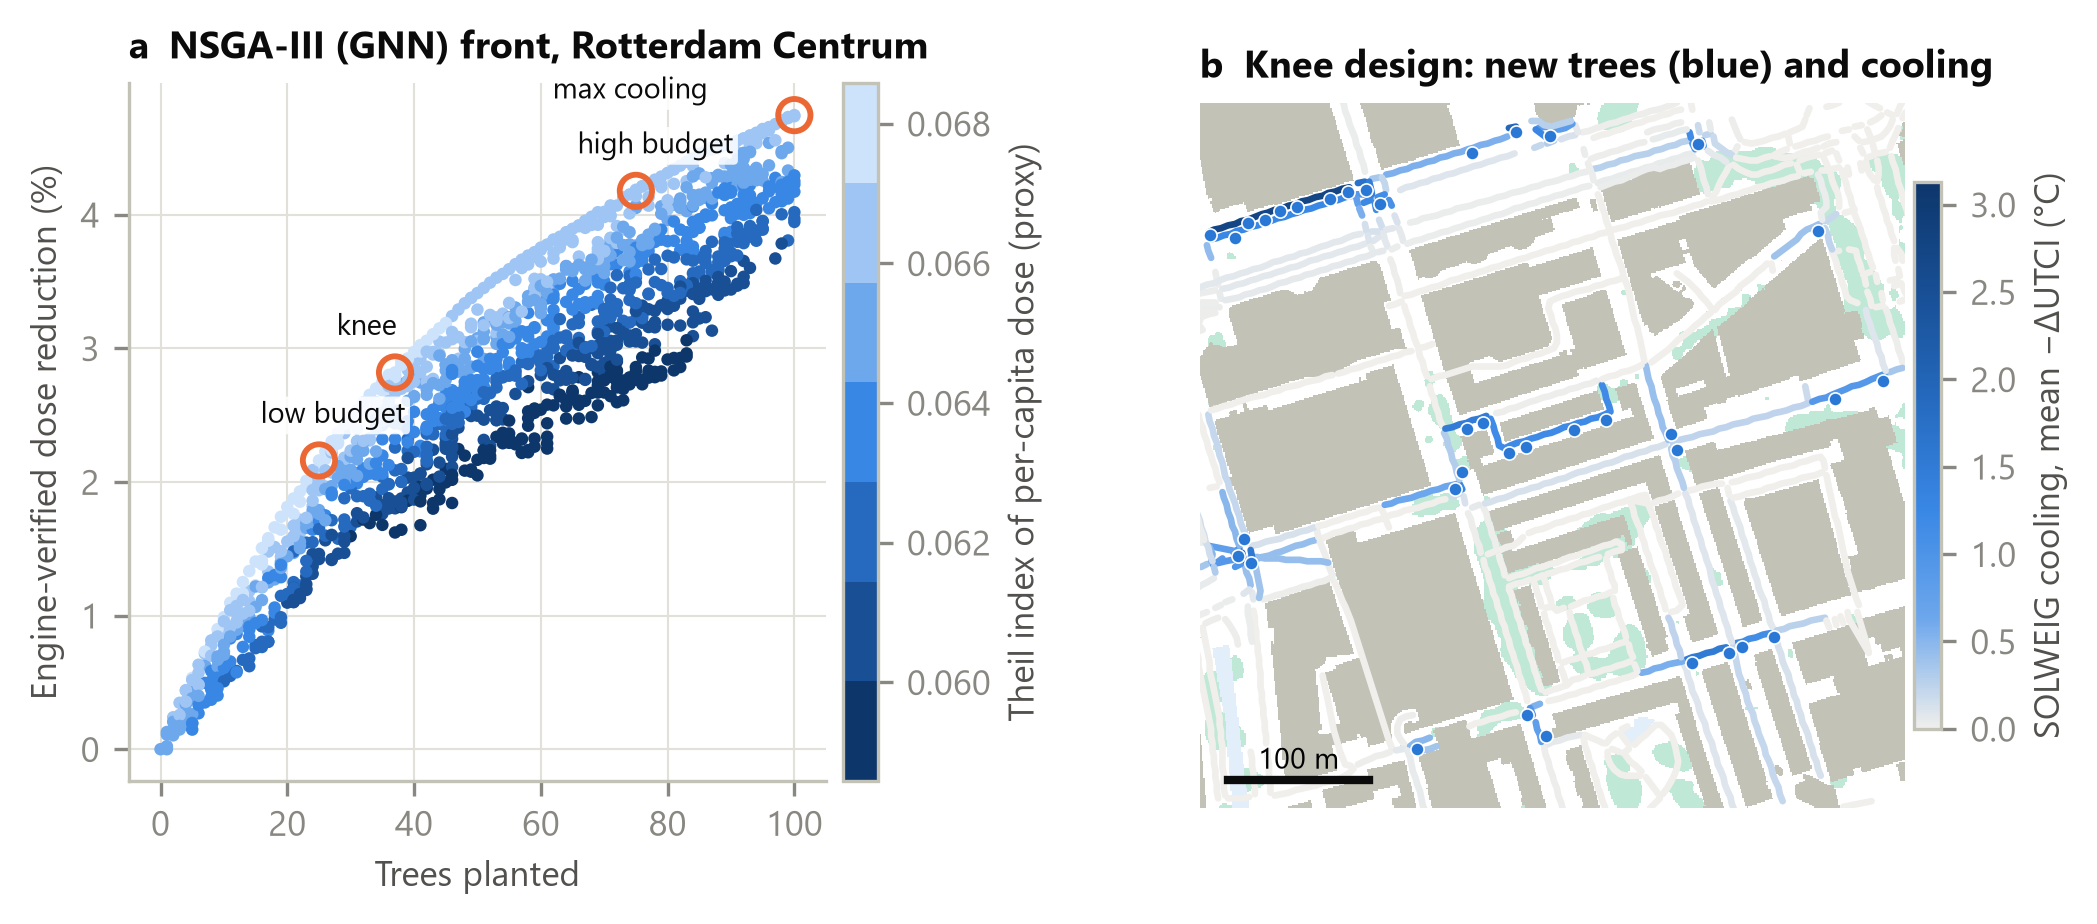 a  NSGA-III (GNN) front, Rotterdam Centrum
max cooling
high budget
knee
low budget
Engine-verified dose reduction (%)
4
3
2
1
0
0 20 40 60 80 100
Trees planted
0.068
0.066
0.064
0.062
0.060
Theil index of per-capita dose (proxy)
b  Knee design: new trees (blue) and cooling
100 m
3.0
2.5
2.0
1.5
1.0
0.5
0.0
SOLWEIG cooling, mean −ΔUTCI (°C)